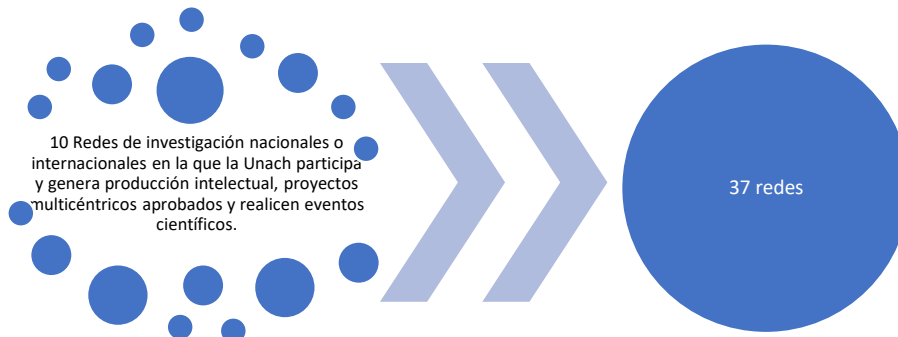 10 Redes de investigación nacionales o
internacionales en la que la Unach participa
y genera producción intelectual, proyectos
multicéntricos aprobados y realicen eventos
científicos.
37 redes